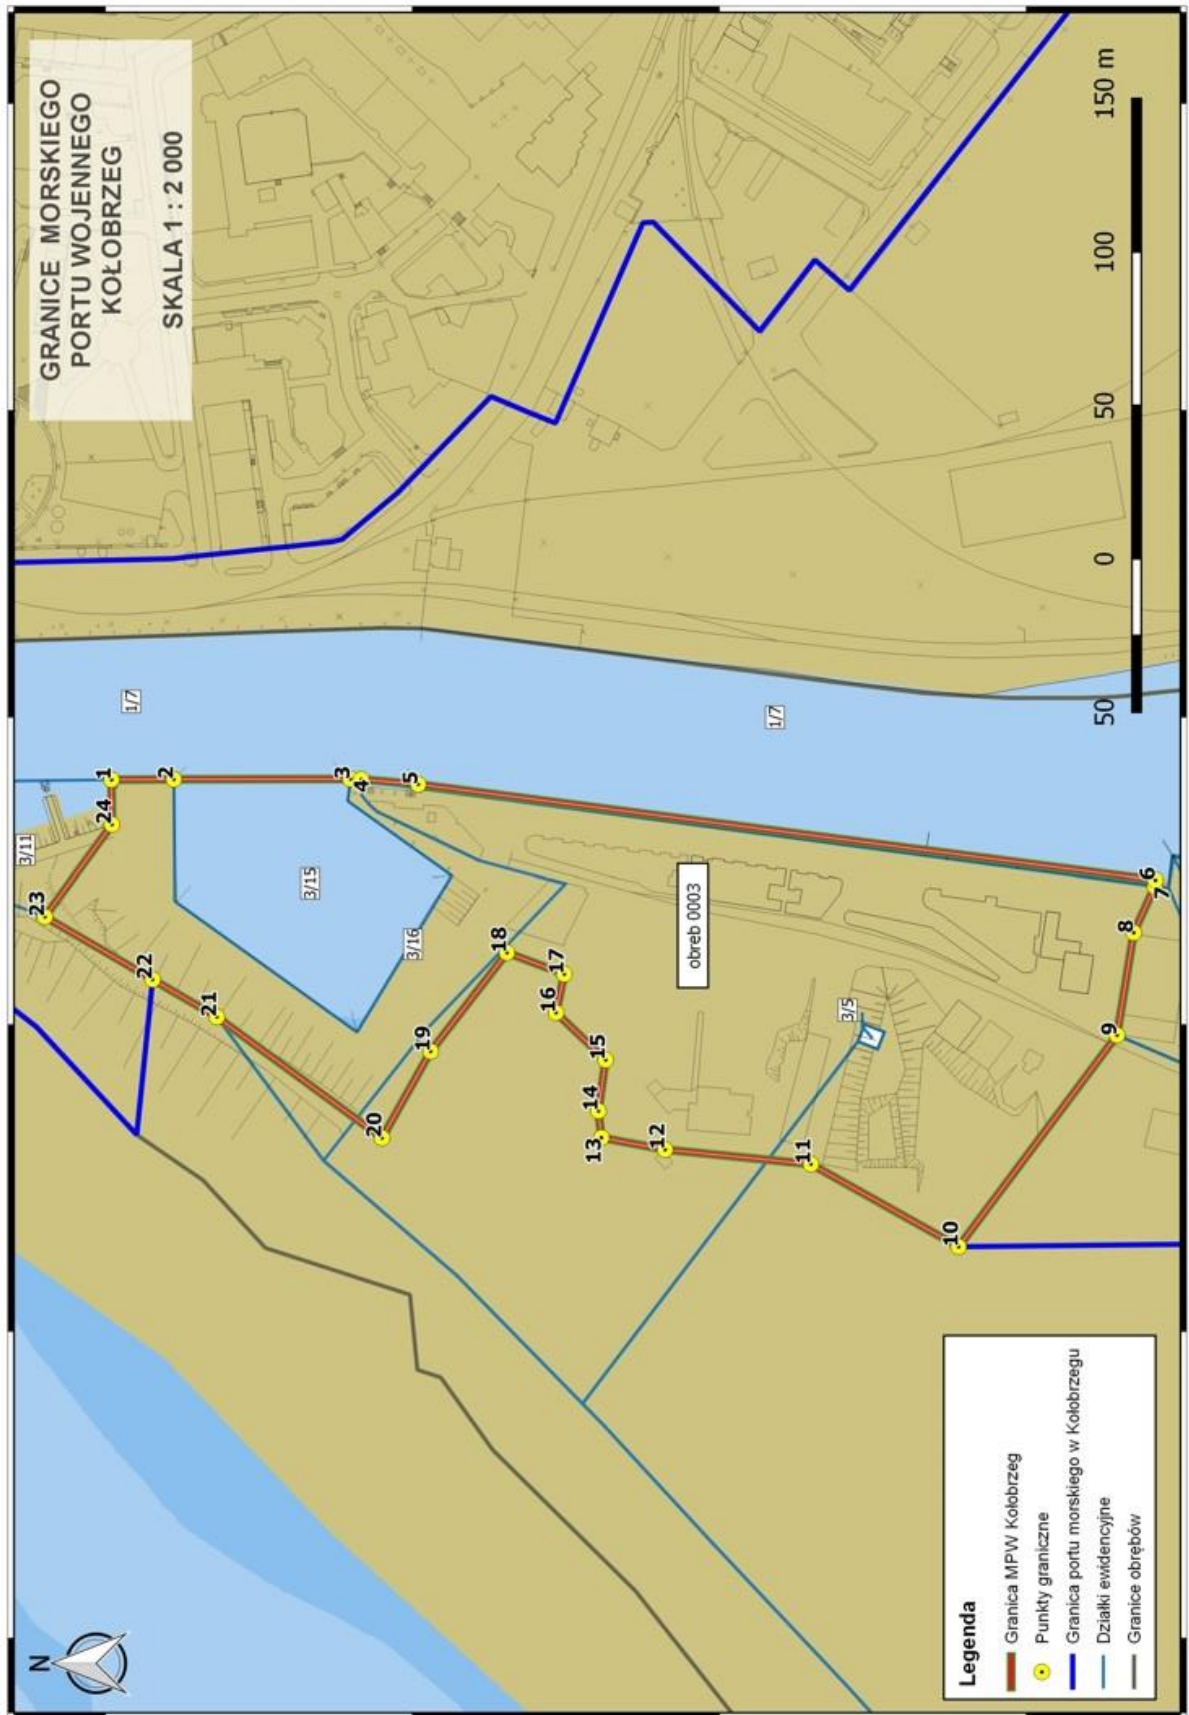 GRANICE MORSKIEGO
PORTU WOJENNEGO
KOŁOBRZEG
SKALA 1 : 2 000
N
3/11
1/7
24
1
2
23
22
21
3/15
3
4
5
3/16
20
19
18
17
16
15
14
13
12
11
obreb 0003
1/7
3/5
10
9
8
7
6
50
0
50
100
150 m
Legenda
Granica MPW Kołobrzeg
Punkty graniczne
Granica portu morskiego w Kołobrzegu
Działki ewidencyjne
Granice obrębów